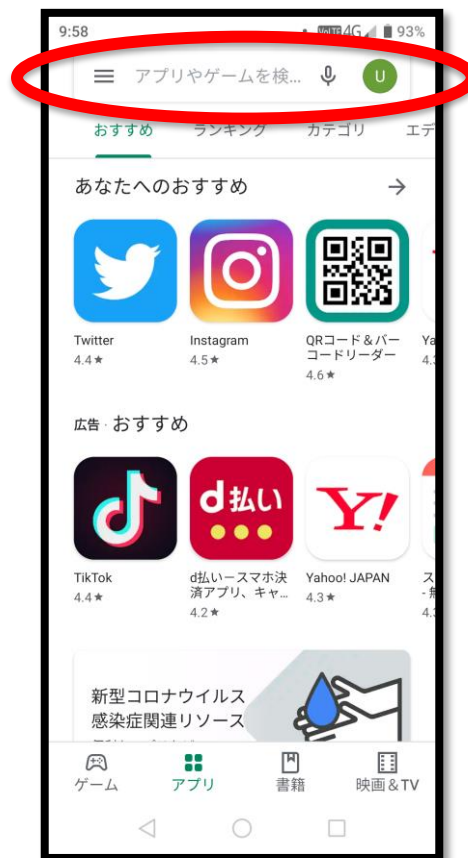 9:58
VoLTE 4G 93%
アプリやゲームを検...
U
おすすめ ランキング カテゴリ エデ
あなたへのおすすめ
Twitter
4.4★
Instagram
4.5★
QRコード＆バー
コードリーダー
4.6★
Ya
4.
広告・おすすめ
d払い
Y!
TikTok
4.4★
d払いースマホ決
済アプリ、キャ...
4.2★
Yahoo! JAPAN
4.3★
ス
4.
新型コロナウイルス
感染症関連リソース
ゲーム アプリ 書籍 映画＆TV